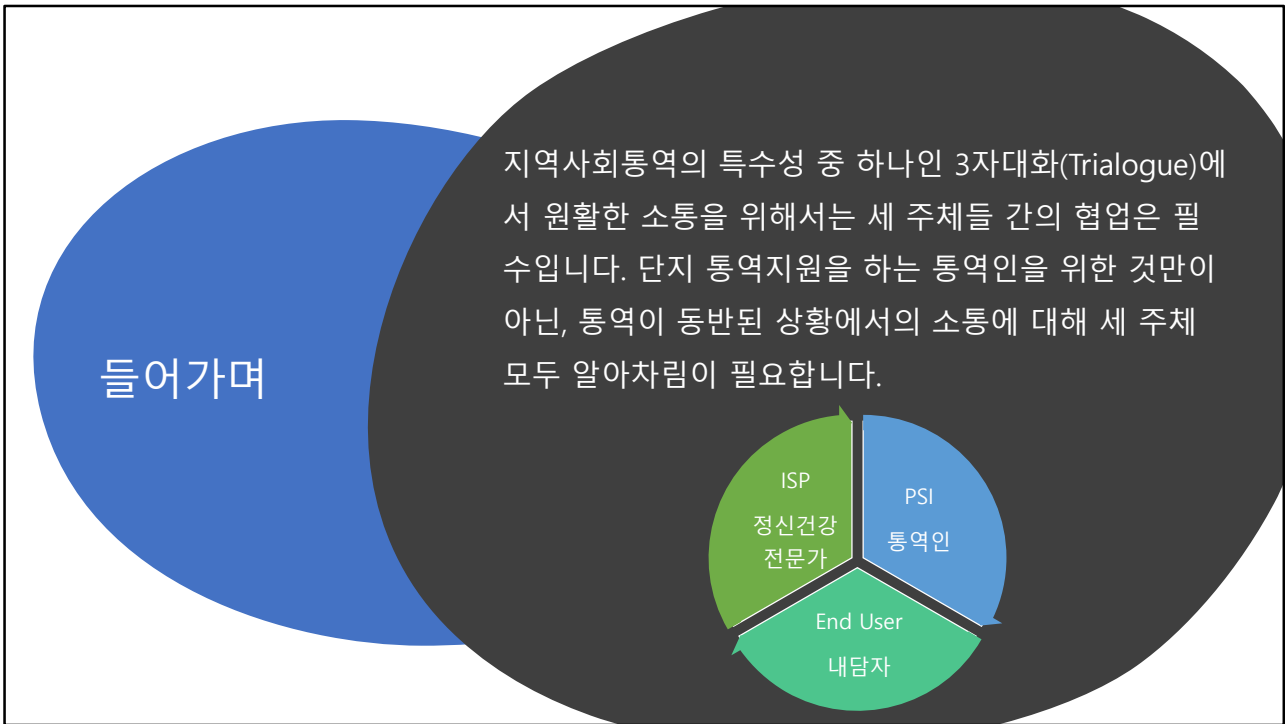 들어가며
지역사회통역의 특수성 중 하나인 3자대화(Trialogue)에
서 원활한 소통을 위해서는 세 주체들 간의 협업은 필
수입니다. 단지 통역지원을 하는 통역인을 위한 것만이
아닌, 통역이 동반된 상황에서의 소통에 대해 세 주체
모두 알아차림이 필요합니다.
ISP
정신건강
전문가
PSI
통역인
End User
내담자